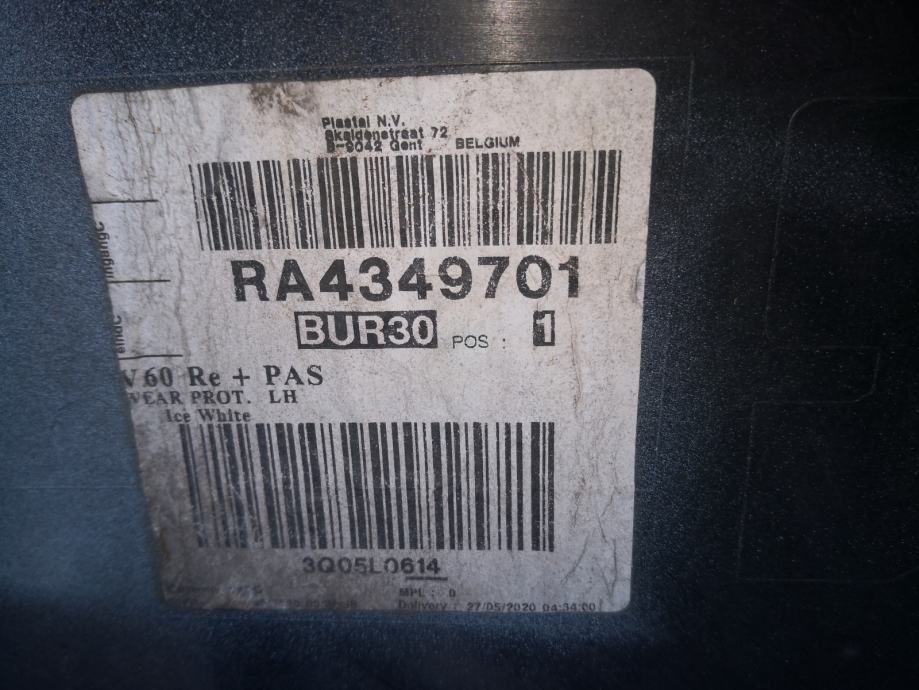 Plastal N.V.
Skaldenstraat 72
B-9042 Gent BELGIUM
RA4349701
BUR30 POS : 1
V60 Re + PAS
WEAR PROT. LH
Ice White
3Q05L0614
MPL : 0
Delivery : 27/05/2020 04:34:00